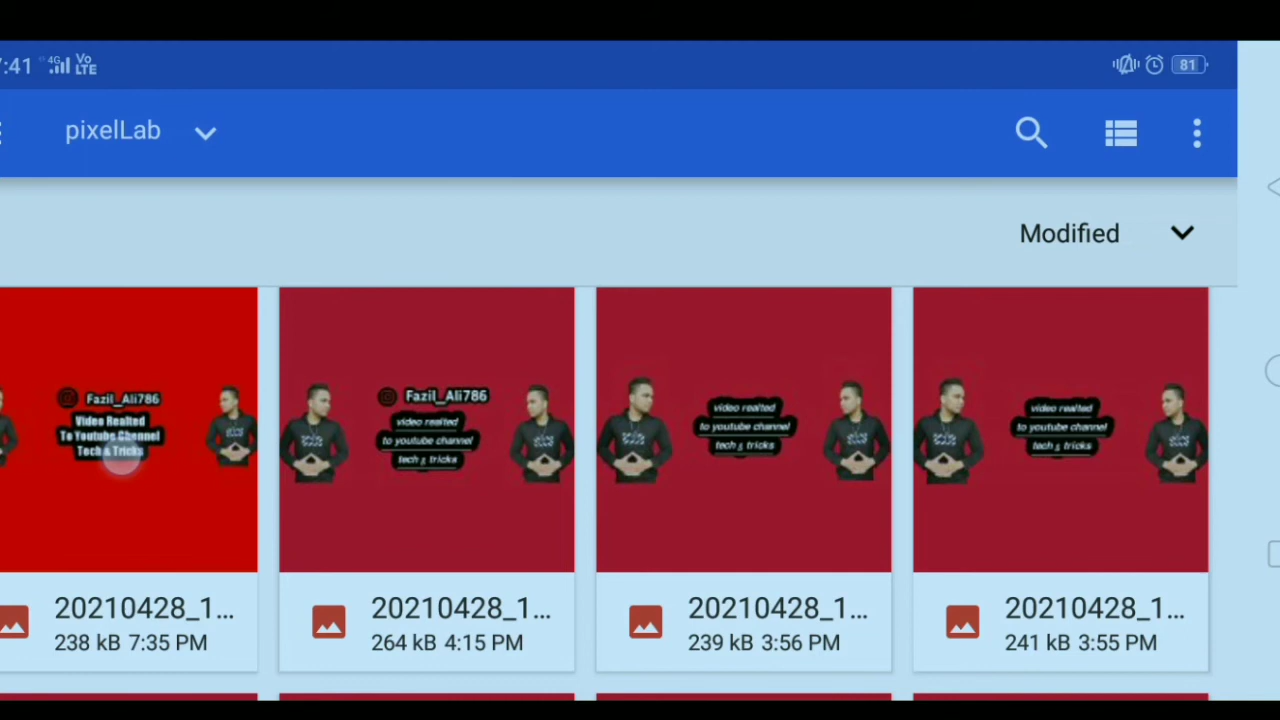 :41 4G VoLTE 81
pixelLab
Modified
Fazil_Ali786
Video Realted
To Youtube Channel
Tech & Tricks
Fazil_Ali786
video realted
to youtube channel
tech & tricks
video realted
to youtube channel
tech & tricks
video realted
to youtube channel
tech & tricks
20210428_1...
238 kB 7:35 PM
20210428_1...
264 kB 4:15 PM
20210428_1...
239 kB 3:56 PM
20210428_1...
241 kB 3:55 PM